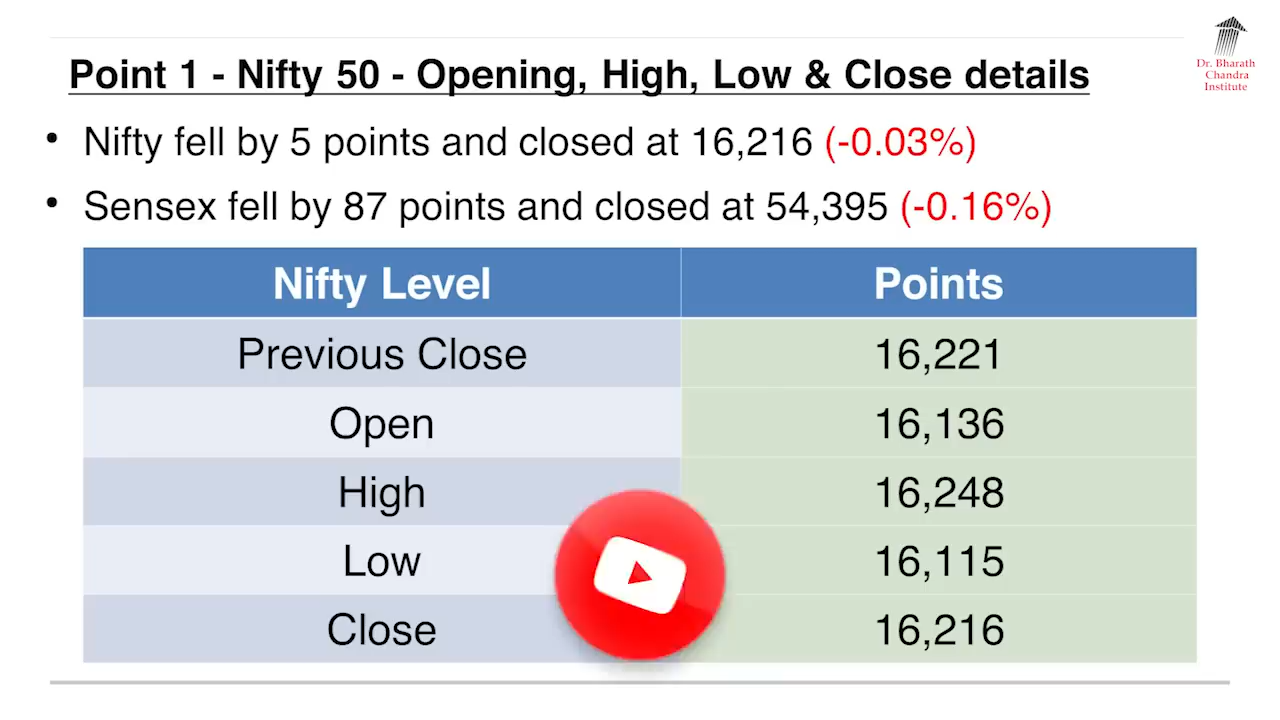 Dr. Bharath
Chandra
Institute
Point 1 - Nifty 50 - Opening, High, Low & Close details
• Nifty fell by 5 points and closed at 16,216 (-0.03%)
• Sensex fell by 87 points and closed at 54,395 (-0.16%)
Nifty Level Points
Previous Close 16,221
Open 16,136
High 16,248
Low 16,115
Close 16,216